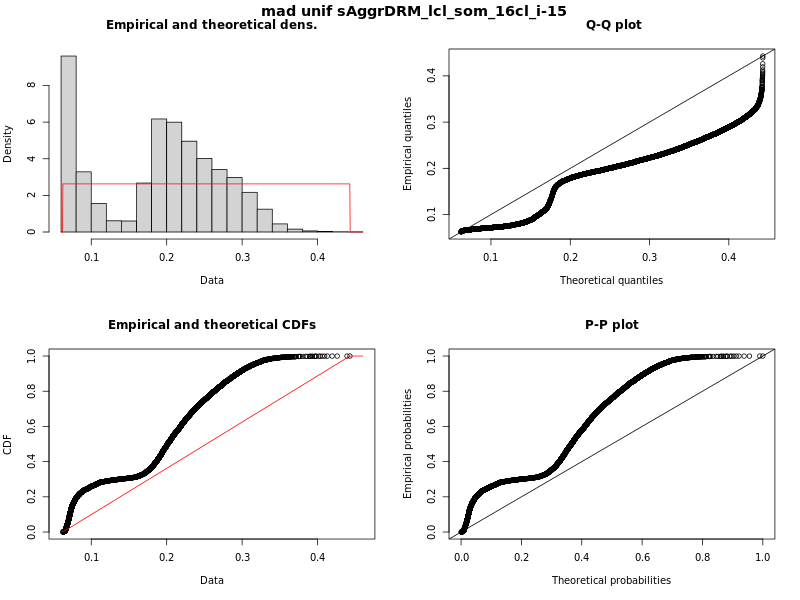 mad unif sAggrDRM_lcl_som_16cl_i-15
Empirical and theoretical dens.
Density
0 2 4 6 8
0.1 0.2 0.3 0.4
Data
Q-Q plot
Empirical quantiles
0.1 0.2 0.3 0.4
0.1 0.2 0.3 0.4
Theoretical quantiles
Empirical and theoretical CDFs
CDF
0.0 0.2 0.4 0.6 0.8 1.0
0.1 0.2 0.3 0.4
Data
P-P plot
Empirical probabilities
0.0 0.2 0.4 0.6 0.8 1.0
0.0 0.2 0.4 0.6 0.8 1.0
Theoretical probabilities